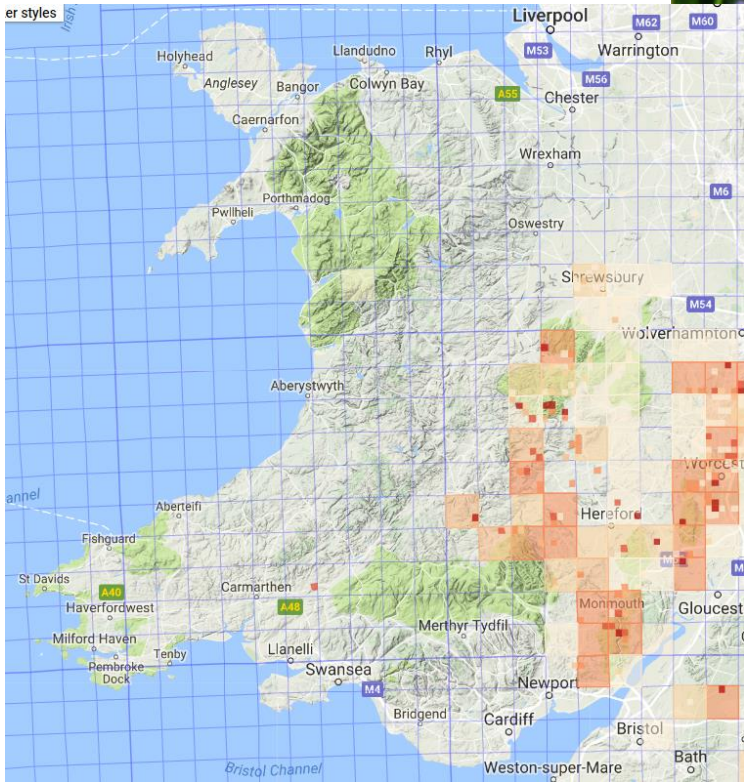 er styles
Irish
Liverpool
M62
M60
Holyhead
Llandudno
Rhyl
M53
Warrington
Anglesey
Bangor
Colwyn Bay
M56
A55
Chester
Caernarfon
Wrexham
Porthmadog
M6
Pwllheli
Oswestry
Shrewsbury
M54
Wolverhampton
Aberystwyth
Worcest
annel
Aberteifi
Hereford
Fishguard
St Davids
A40
Carmarthen
Haverfordwest
A48
Monmouth
Gloucest
Merthyr Tydfil
Milford Haven
Llanelli
Pembroke
Dock
Tenby
Swansea
M4
Newport
Bridgend
Cardiff
Bristol
Bristol Channel
Bath
Weston-super-Mare